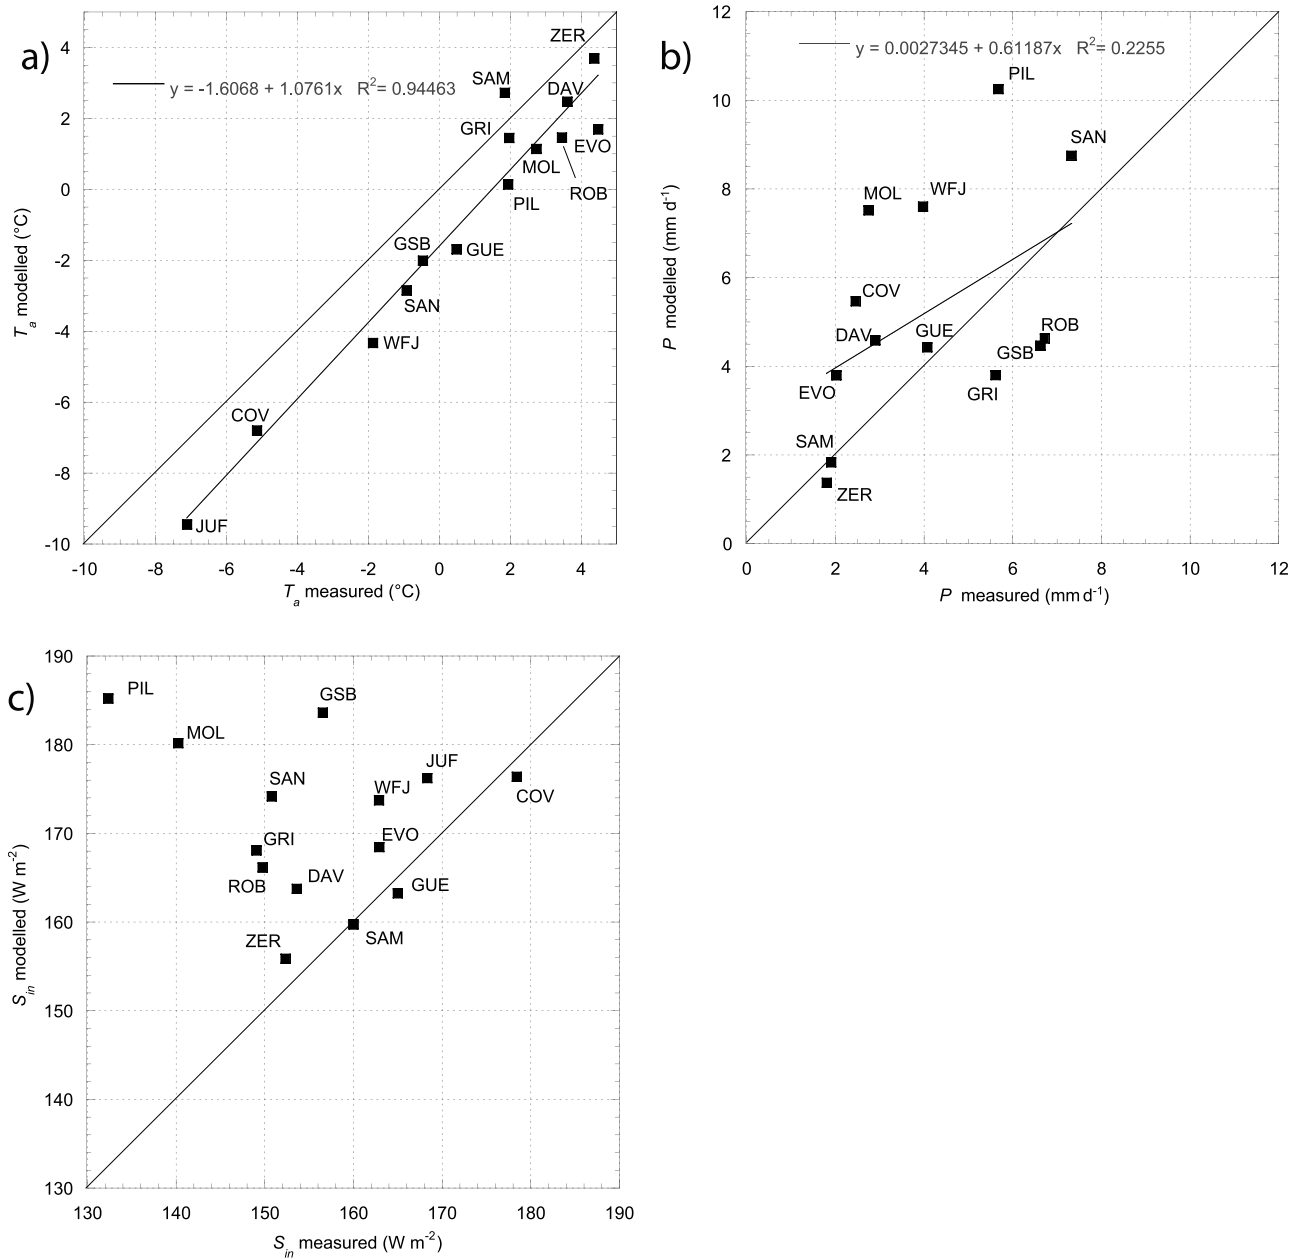 a)
y = -1.6068 + 1.0761x R²= 0.94463
ZER
SAM
DAV
GRI
EVO
MOL
ROB
PIL
GSB
GUE
SAN
WFJ
COV
JUF
4
2
0
-2
-4
-6
-8
-10
-10 -8 -6 -4 -2 0 2 4
Tₐ modelled (°C)
Tₐ measured (°C)
b)
y = 0.0027345 + 0.61187x R²= 0.2255
PIL
SAN
MOL
WFJ
COV
DAV
GUE
ROB
GSB
EVO
GRI
SAM
ZER
12
10
8
6
4
2
0
0 2 4 6 8 10 12
P modelled (mm d⁻¹)
P measured (mm d⁻¹)
c)
PIL
GSB
MOL
JUF
SAN
WFJ
COV
GRI
EVO
ROB
DAV
GUE
ZER
SAM
190
180
170
160
150
140
130
130 140 150 160 170 180 190
Sin modelled (W m⁻²)
Sin measured (W m⁻²)